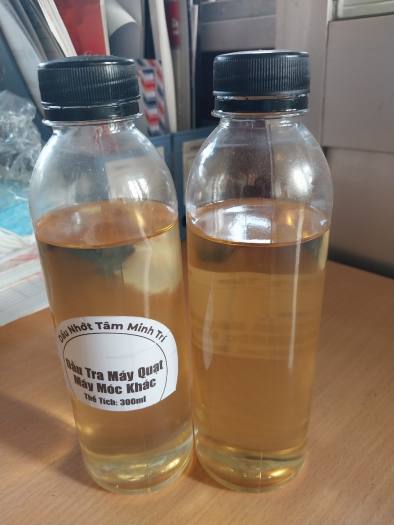 Dầu Nhớt Tâm Minh Trí
Dầu Tra Máy Quạt
Máy Móc Khác
Thể Tích: 300ml